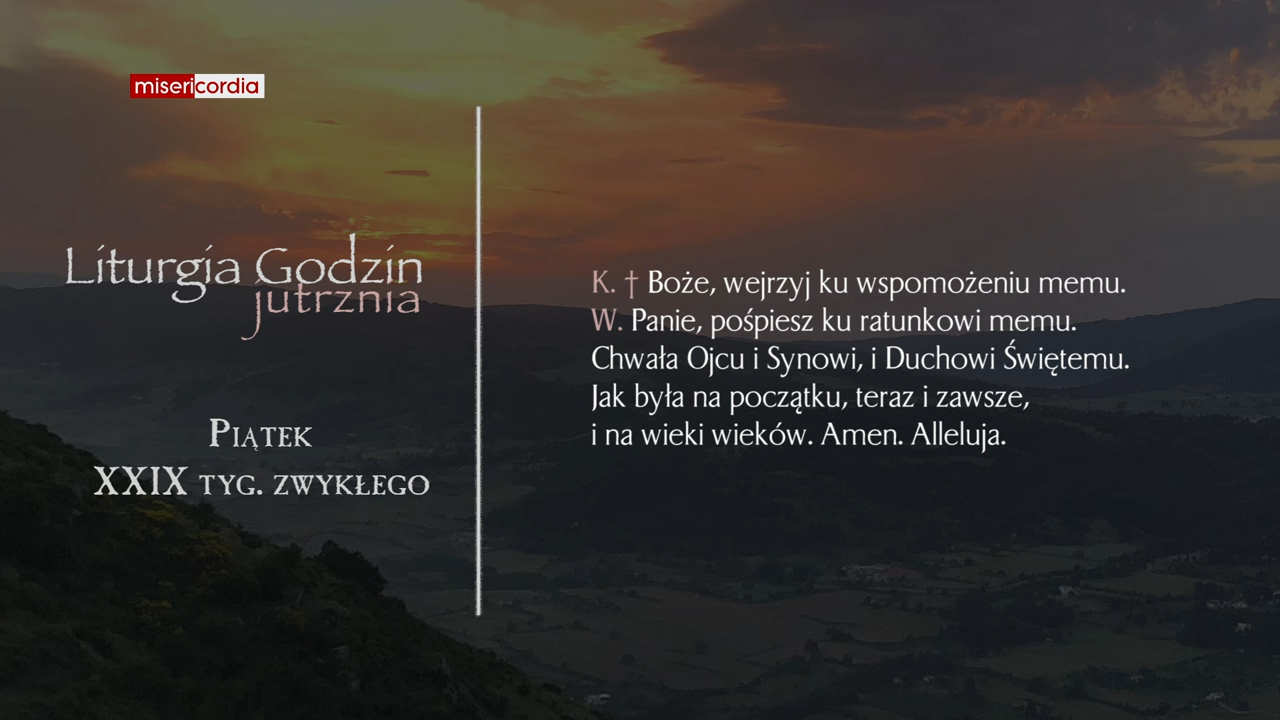 misericordia
Liturgia Godzin
jutrznia
Piątek
XXIX tyg. zwykłego
K. † Boże, wejrzyj ku wspomożeniu memu.
W. Panie, pośpiesz ku ratunkowi memu.
Chwała Ojcu i Synowi, i Duchowi Świętemu.
Jak była na początku, teraz i zawsze,
i na wieki wieków. Amen. Alleluja.